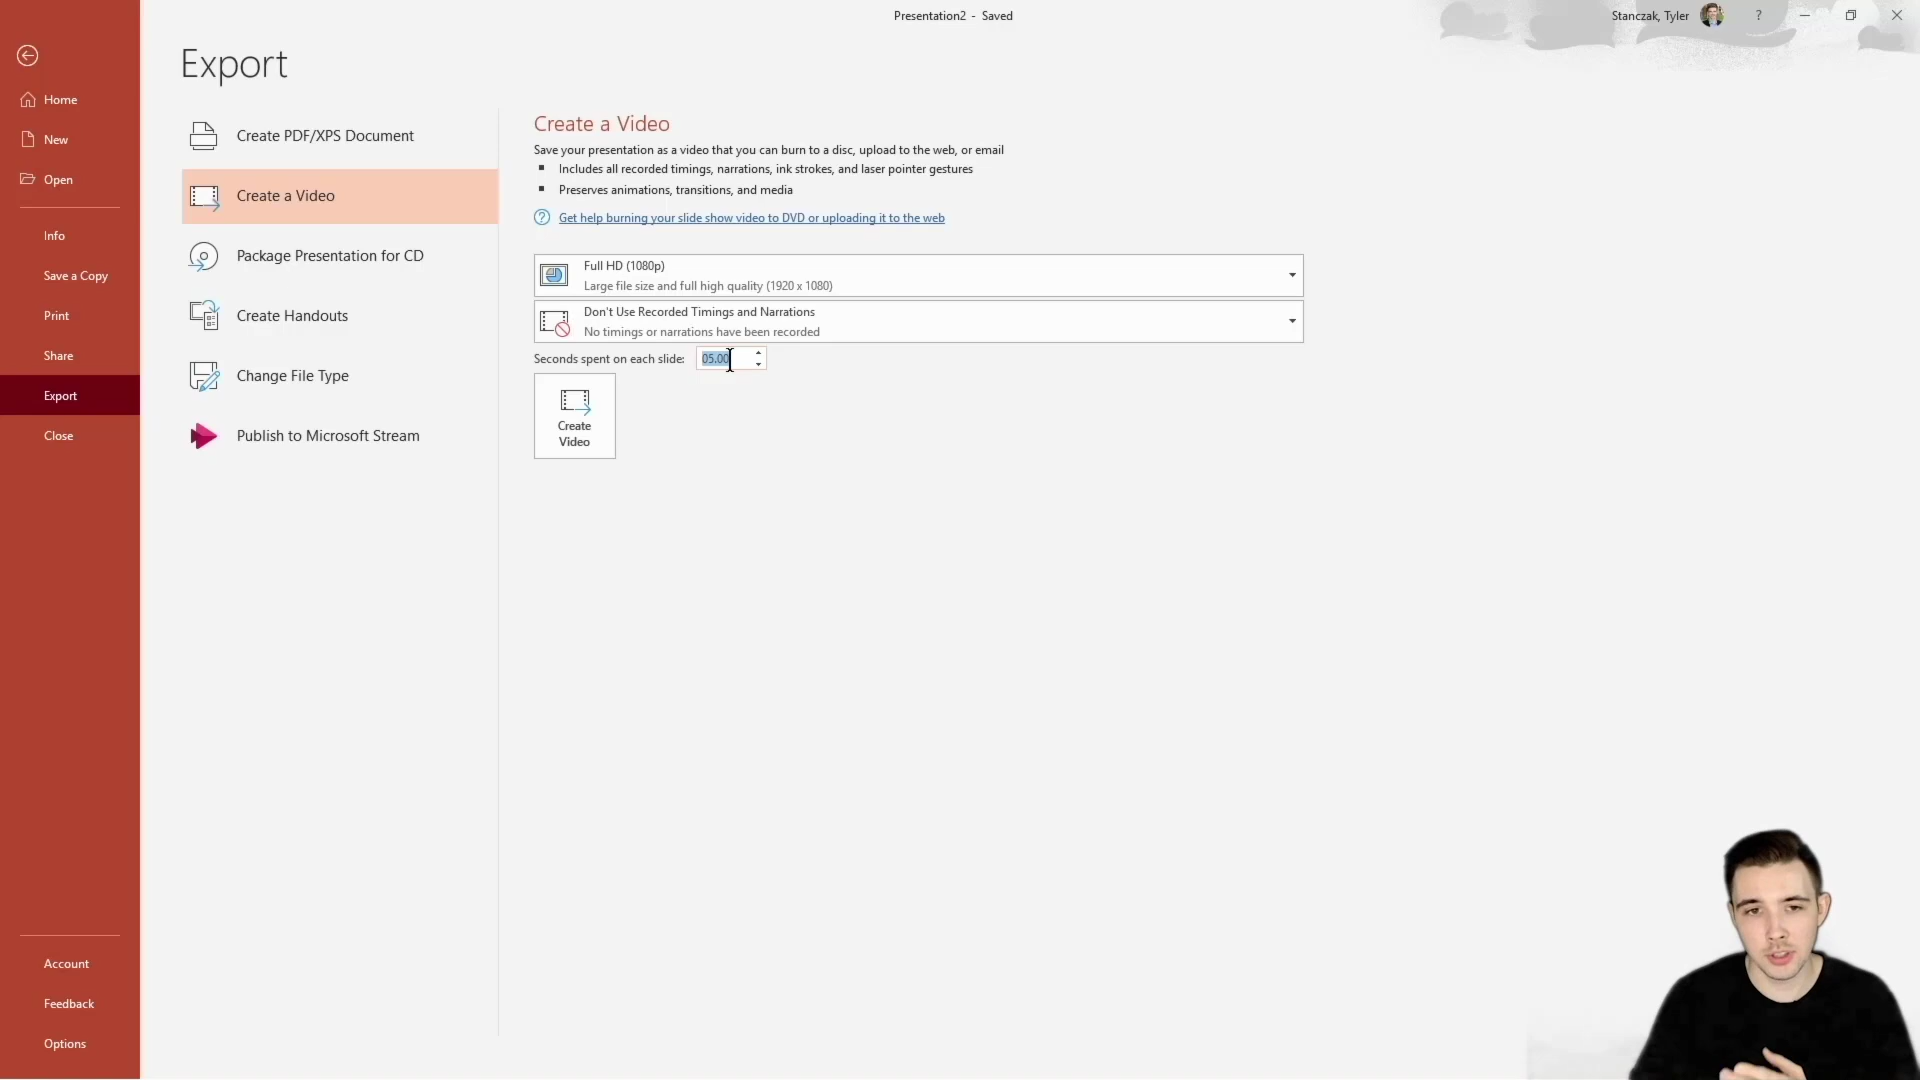 Presentation2 - Saved
Stanczak, Tyler
?
Export
Home
New
Open
Info
Save a Copy
Print
Share
Export
Close
Account
Feedback
Options
Create PDF/XPS Document
Create a Video
Package Presentation for CD
Create Handouts
Change File Type
Publish to Microsoft Stream
Create a Video
Save your presentation as a video that you can burn to a disc, upload to the web, or email
Includes all recorded timings, narrations, ink strokes, and laser pointer gestures
Preserves animations, transitions, and media
? Get help burning your slide show video to DVD or uploading it to the web
Full HD (1080p)
Large file size and full high quality (1920 x 1080)
Don't Use Recorded Timings and Narrations
No timings or narrations have been recorded
Seconds spent on each slide: 05.00
Create
Video